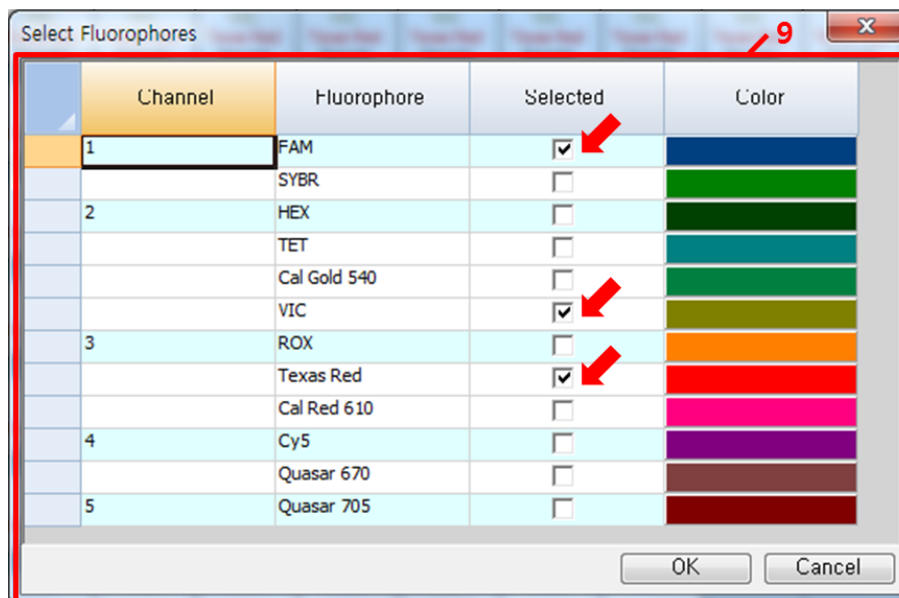 Select Fluorophores
9
Channel Fluorophore Selected Color
1 FAM
SYBR
2 HEX
TET
Cal Gold 540
VIC
3 ROX
Texas Red
Cal Red 610
4 Cy5
Quasar 670
5 Quasar 705
OK Cancel